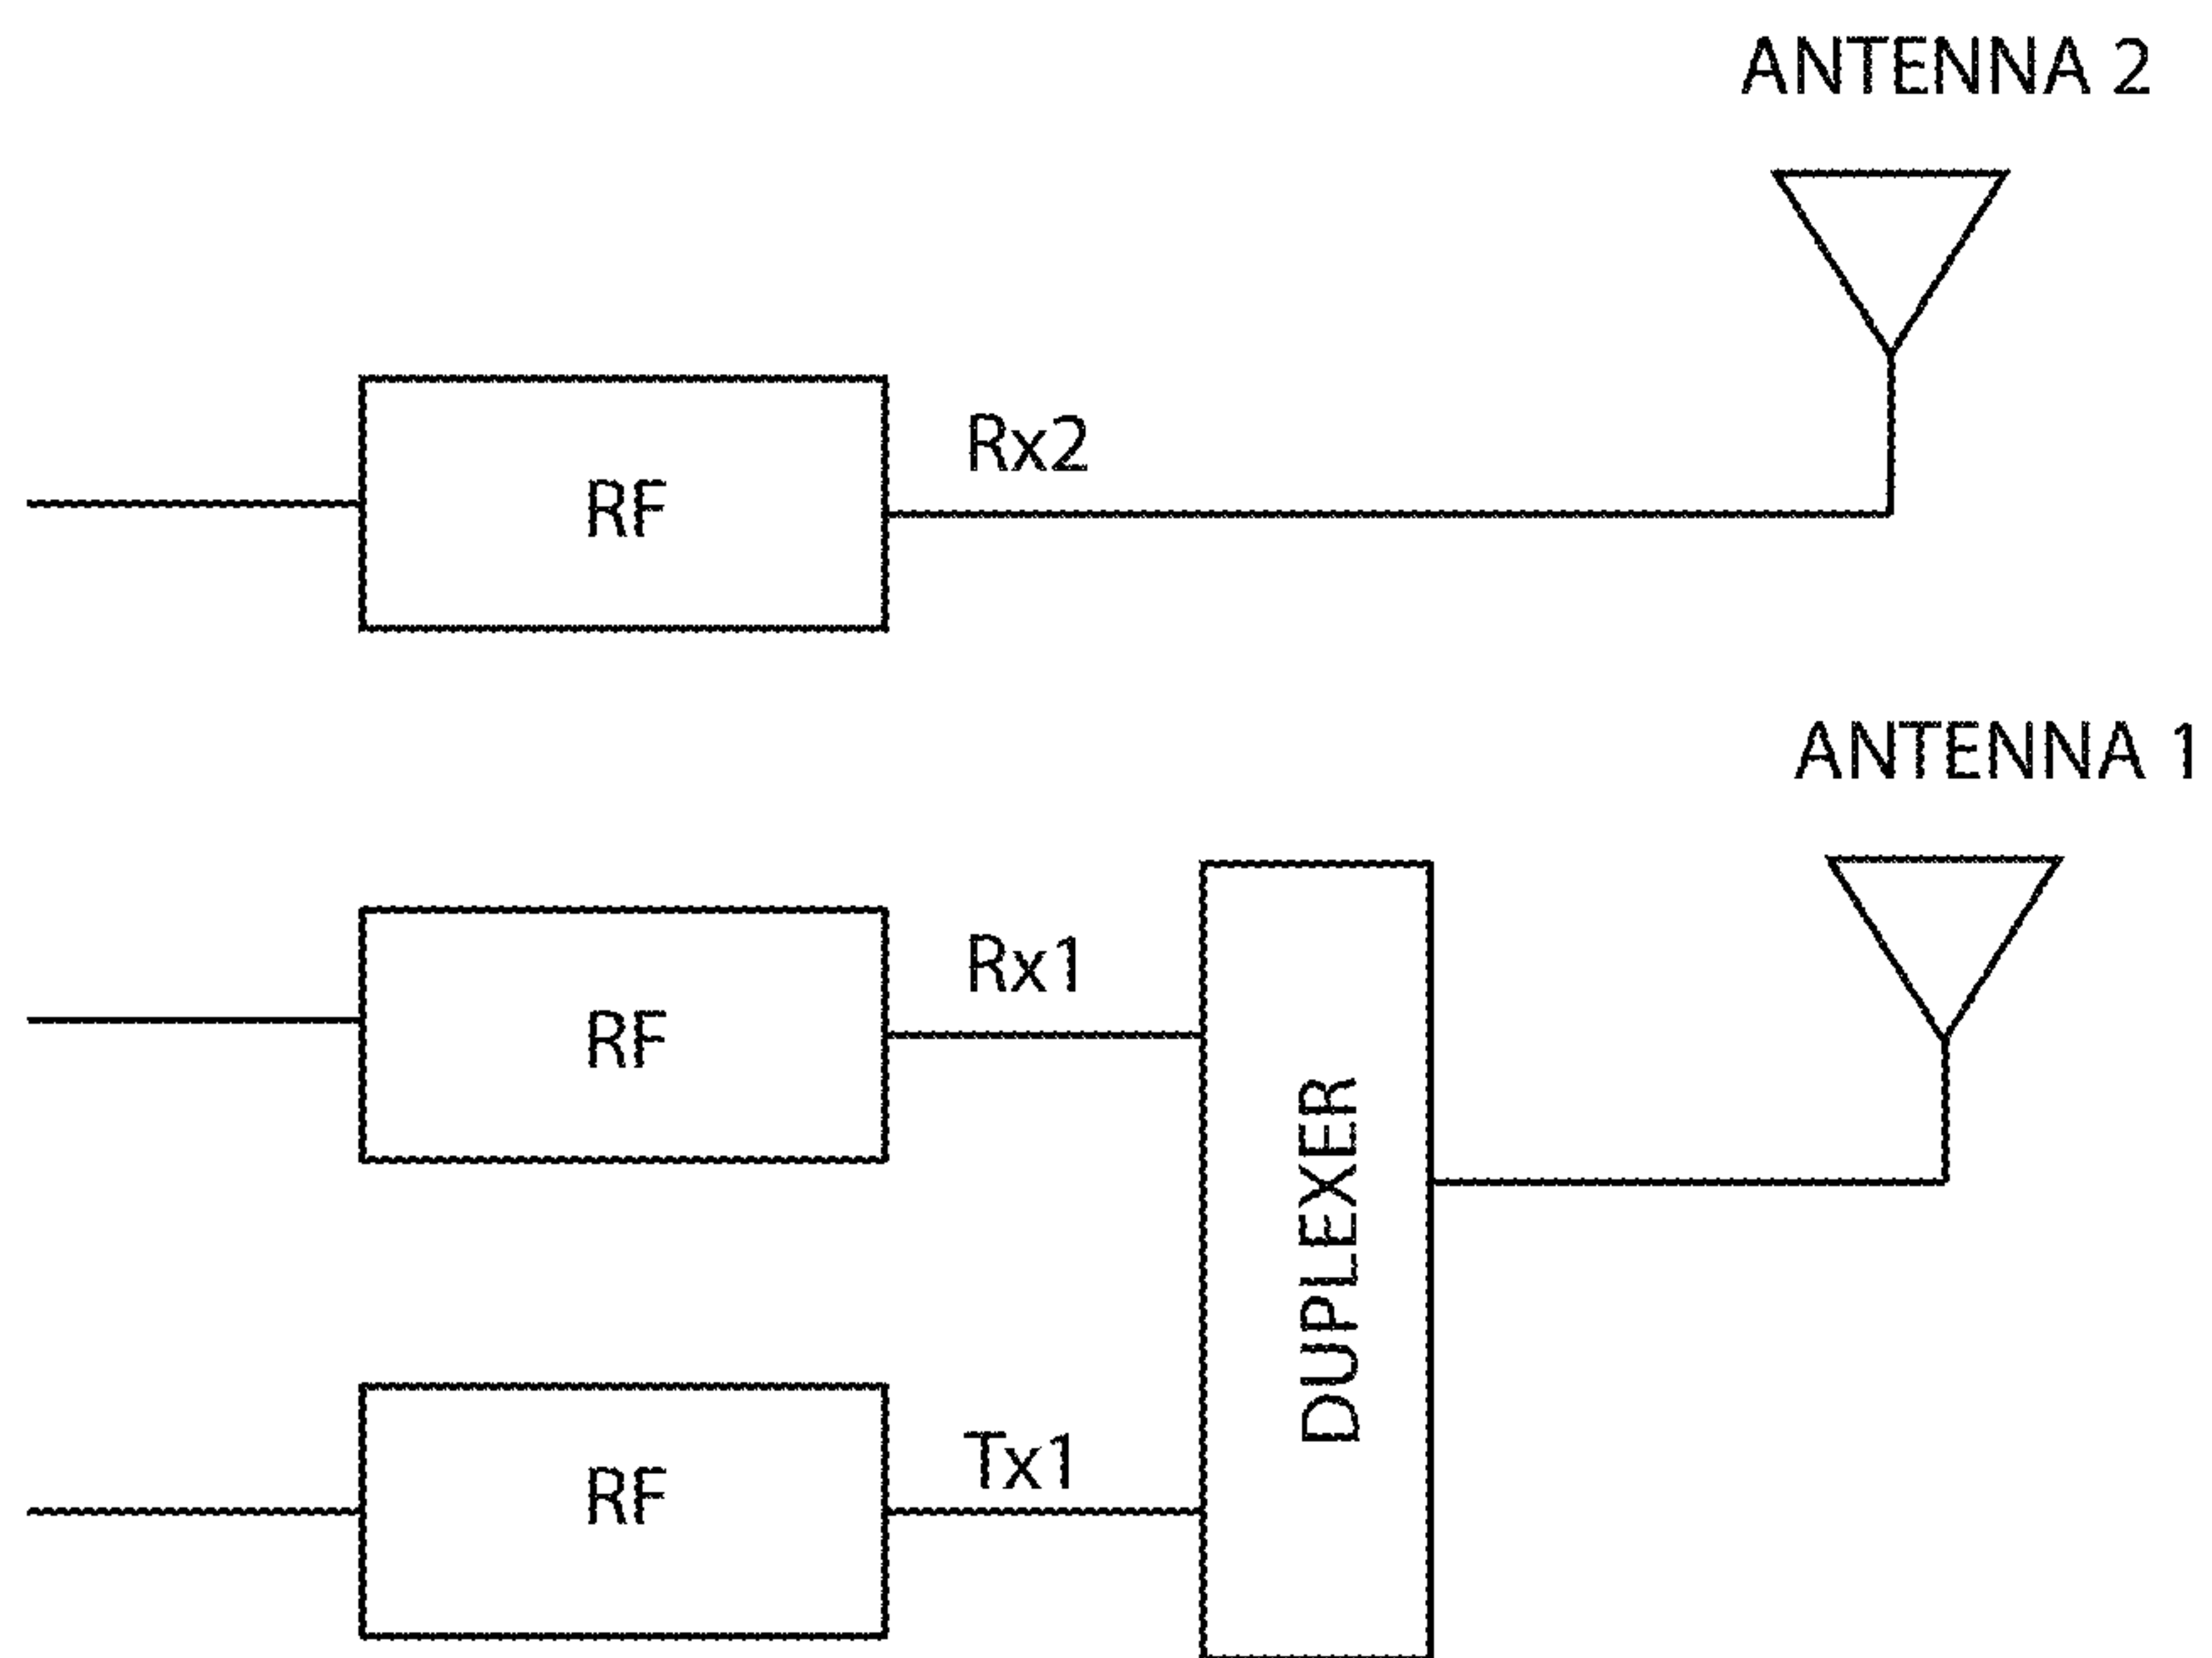 ANTENNA 2
Rx2
RF
ANTENNA 1
Rx1
RF
DUPLEXER
Tx1
RF